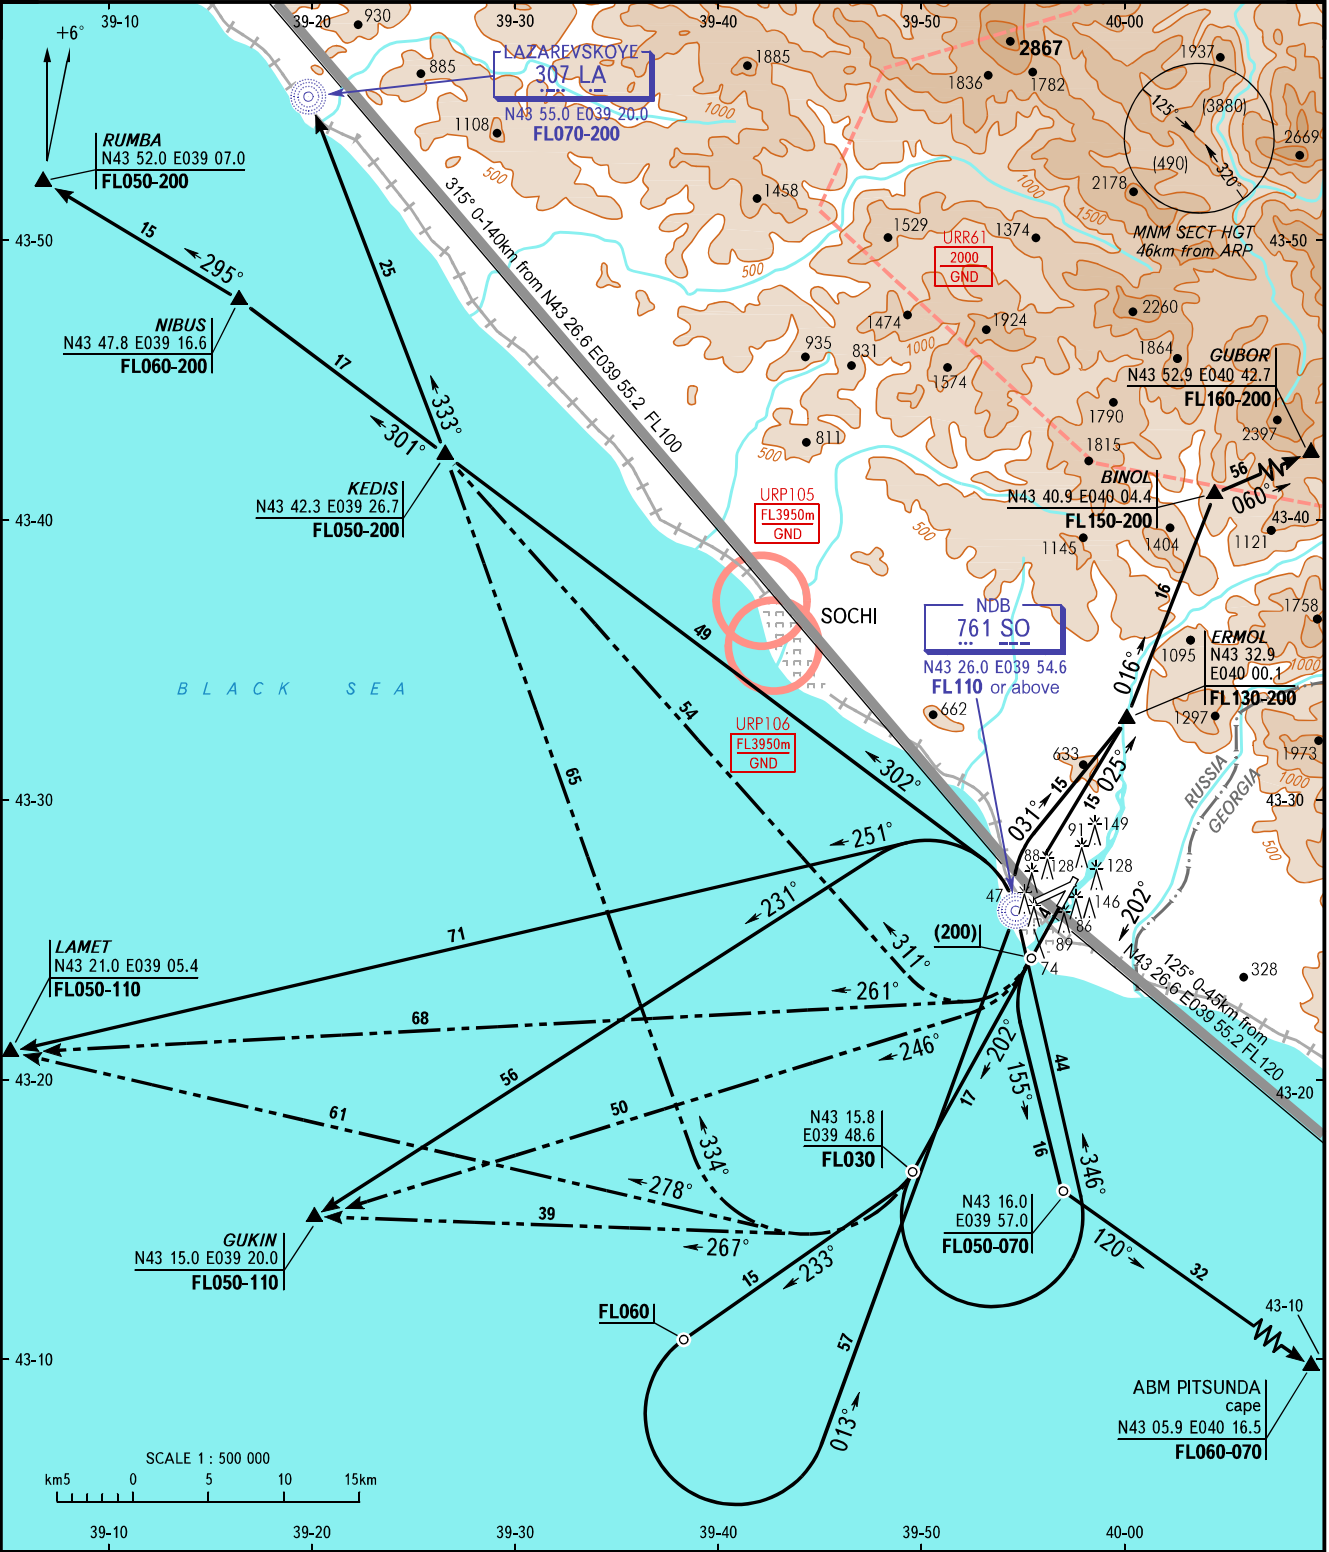 39-10
39-20
39-30
39-40
39-50
40-00
+6°
930
885
1108
LAZAREVSKOYE
307 LA
N43 55.0 E039 20.0
FL070-200
1885
1000
2867
1836
1782
1937
125°
(3880)
(490)
320°
2669
MNM SECT HGT
46km from ARP
RUMBA
N43 52.0 E039 07.0
FL050-200
500
1458
2178
1000
1500
15
295°
43-50
43-50
315° 0-140km from N43 26.6 E039 55.2 FL100
25
500
1529
1374
URR61
2000
GND
NIBUS
N43 47.8 E039 16.6
FL060-200
17
301°
333°
1474
1924
935
831
1000
1574
2260
1864
GUBOR
N43 52.9 E040 42.7
FL160-200
1790
2397
811
500
1815
KEDIS
N43 42.3 E039 26.7
FL050-200
BINOL
N43 40.9 E040 04.4
FL150-200
56
060°
43-40
43-40
URP105
FL3950m
GND
500
1145
1404
1121
SOCHI
NDB
761 SO
N43 26.0 E039 54.6
FL110 or above
16
016°
1758
1095
ERMOL
N43 32.9
E040 00.1
FL130-200
1000
1297
1973
1000
BLACK SEA
49
54
65
URP106
FL3950m
GND
662
633
302°
15
031°
15
025°
RUSSIA
GEORGIA
43-30
43-30
500
251°
231°
88
128
91
149
128
47
4
146
86
89
74
202°
328
125° 0-45km from
N43 26.6 E039 55.2 FL120
(200)
71
311°
LAMET
N43 21.0 E039 05.4
FL050-110
261°
68
246°
202°
155°
44
43-20
43-20
56
61
50
17
16
346°
334°
278°
N43 15.8
E039 48.6
FL030
N43 16.0
E039 57.0
FL050-070
120°
32
39
267°
233°
15
GUKIN
N43 15.0 E039 20.0
FL050-110
FL060
57
013°
43-10
43-10
ABM PITSUNDA
cape
N43 05.9 E040 16.5
FL060-070
SCALE 1 : 500 000
km5 0 5 10 15km
39-10
39-20
39-30
39-40
39-50
40-00